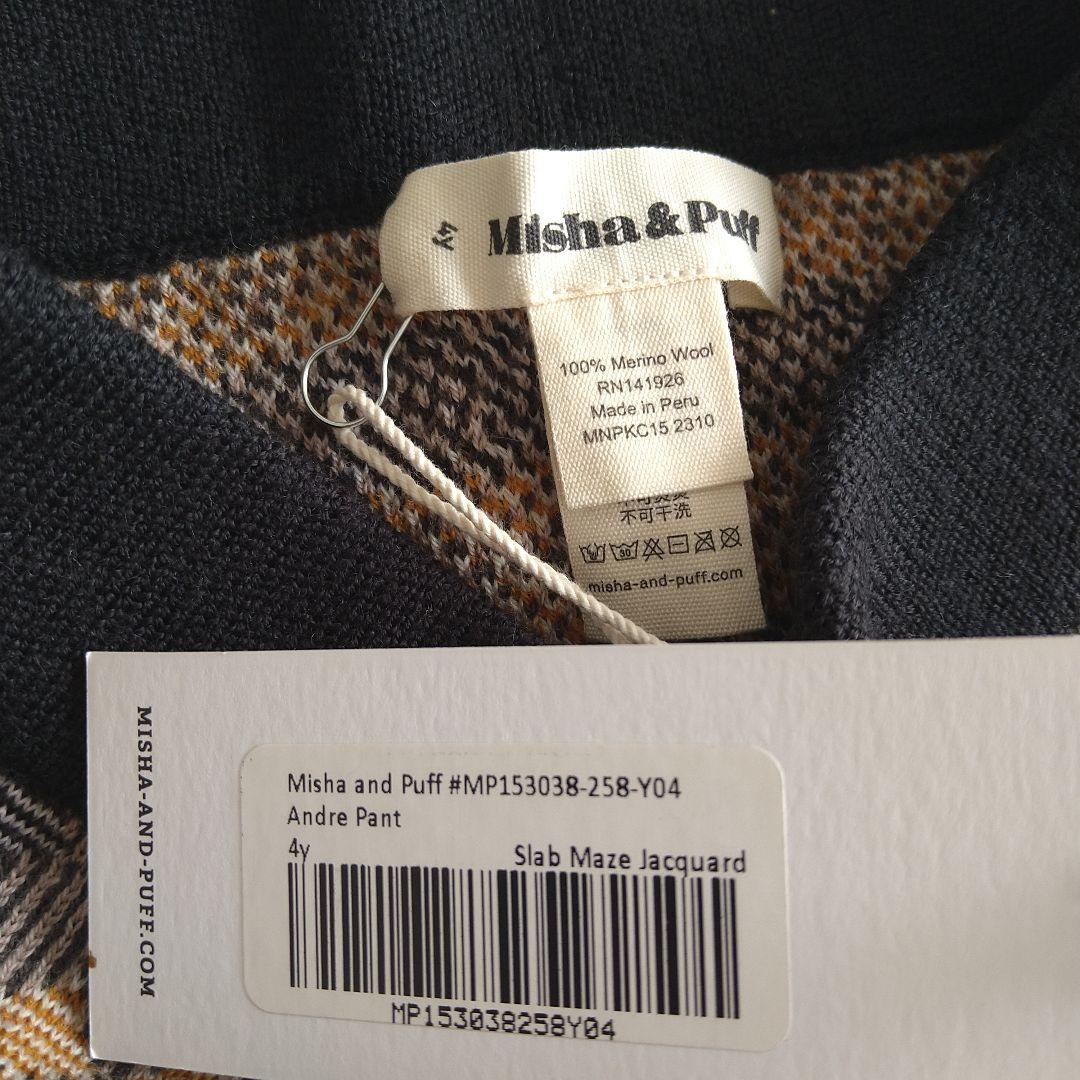 4Y
Misha&Puff
100% Merino Wool
RN141926
Made in Peru
MNPKC15 2310
不可干洗
30
misha-and-puff.com
MISHA-AND-PUFF.COM
Misha and Puff #MP153038-258-Y04
Andre Pant
4y
Slab Maze Jacquard
MP153038258Y04